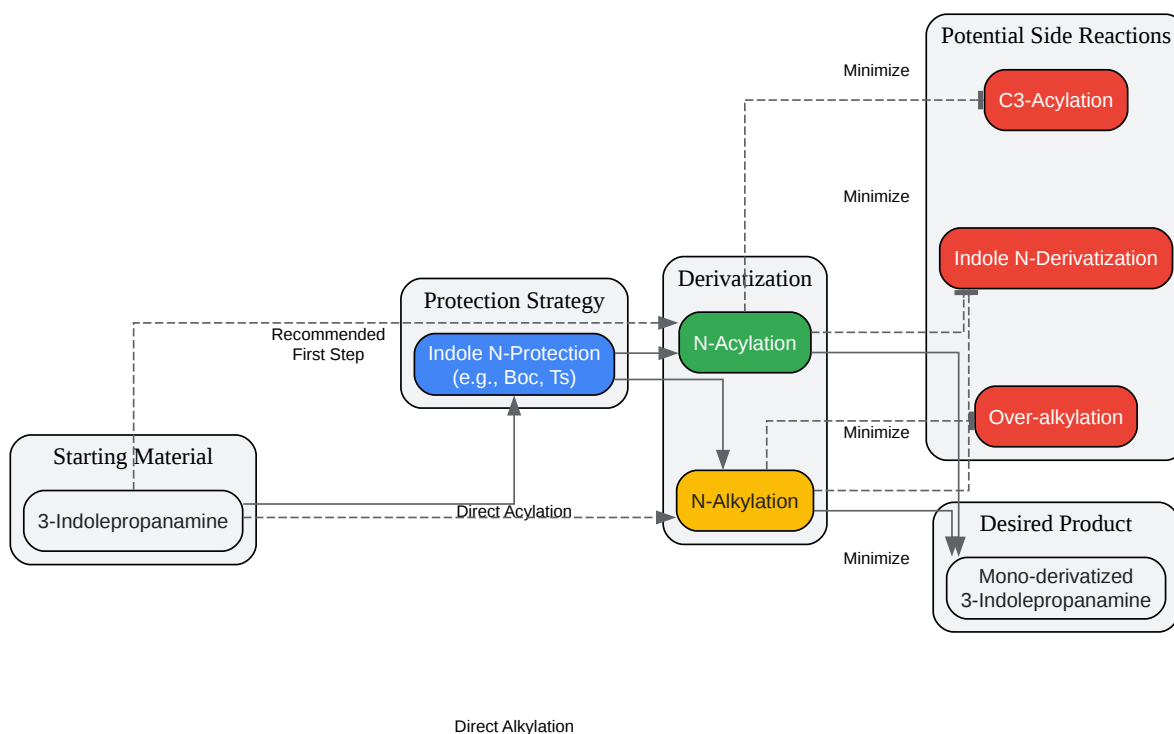 Potential Side Reactions
Minimize
C3-Acylation
Minimize
Indole N-Derivatization
Derivatization
Protection Strategy
Recommended
First Step
N-Acylation
Indole N-Protection
(e.g., Boc, Ts)
Over-alkylation
Minimize
Starting Material
3-Indolepropanamine
Direct Acylation
N-Alkylation
Desired Product
Minimize
Mono-derivatized
3-Indolepropanamine
Direct Alkylation